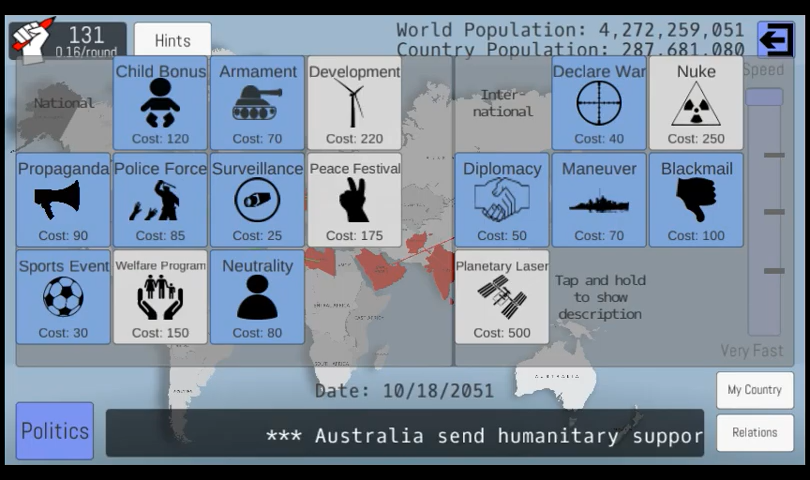 131
0.16/round
Hints
World Population: 4,272,259,051
Country Population: 287,681,080
National
Child Bonus
Cost: 120
Armament
Cost: 70
Development
Cost: 220
Inter-
national
Declare War
Cost: 40
Nuke
Cost: 250
Speed
Propaganda
Cost: 90
Police Force
Cost: 85
Surveillance
Cost: 25
Peace Festival
Cost: 175
Diplomacy
Cost: 50
Maneuver
Cost: 70
Blackmail
Cost: 100
Sports Event
Cost: 30
Welfare Program
Cost: 150
Neutrality
Cost: 80
Planetary Laser
Cost: 500
Tap and hold
to show
description
Very Fast
AUSTRALIA
Date: 10/18/2051
My Country
Politics
*** Australia send humanitary suppor
Relations